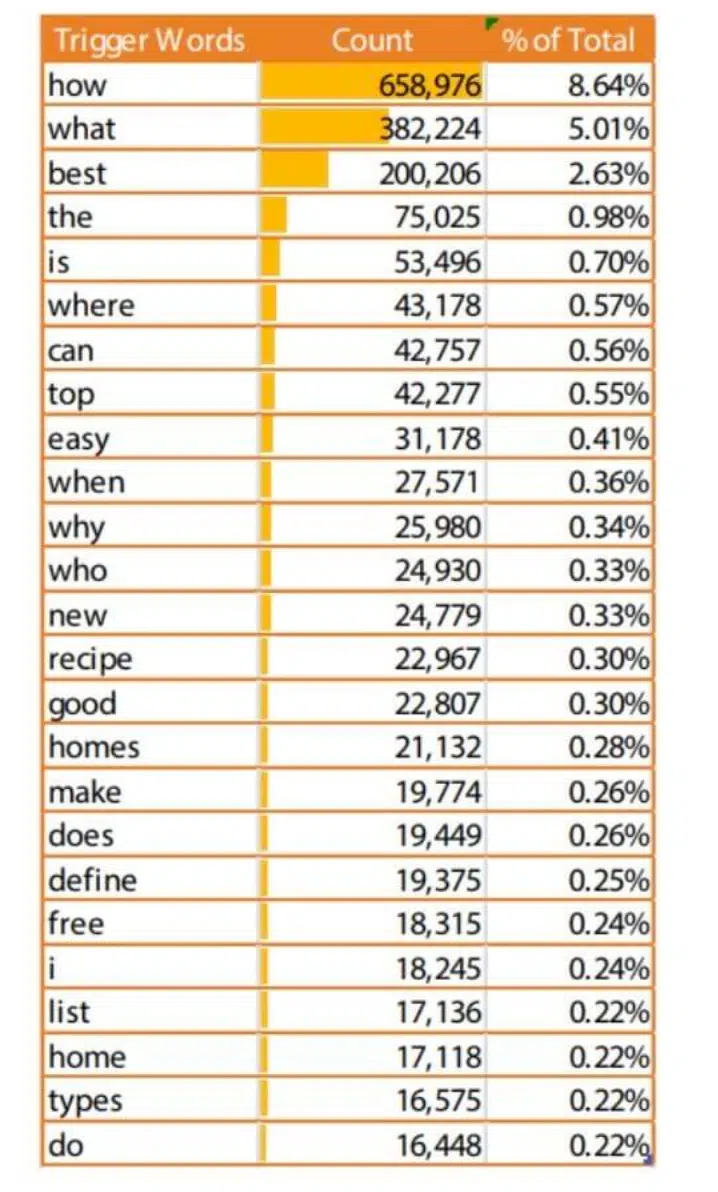 Trigger Words Count % of Total
how 658,976 8.64%
what 382,224 5.01%
best 200,206 2.63%
the 75,025 0.98%
is 53,496 0.70%
where 43,178 0.57%
can 42,757 0.56%
top 42,277 0.55%
easy 31,178 0.41%
when 27,571 0.36%
why 25,980 0.34%
who 24,930 0.33%
new 24,779 0.33%
recipe 22,967 0.30%
good 22,807 0.30%
homes 21,132 0.28%
make 19,774 0.26%
does 19,449 0.26%
define 19,375 0.25%
free 18,315 0.24%
i 18,245 0.24%
list 17,136 0.22%
home 17,118 0.22%
types 16,575 0.22%
do 16,448 0.22%